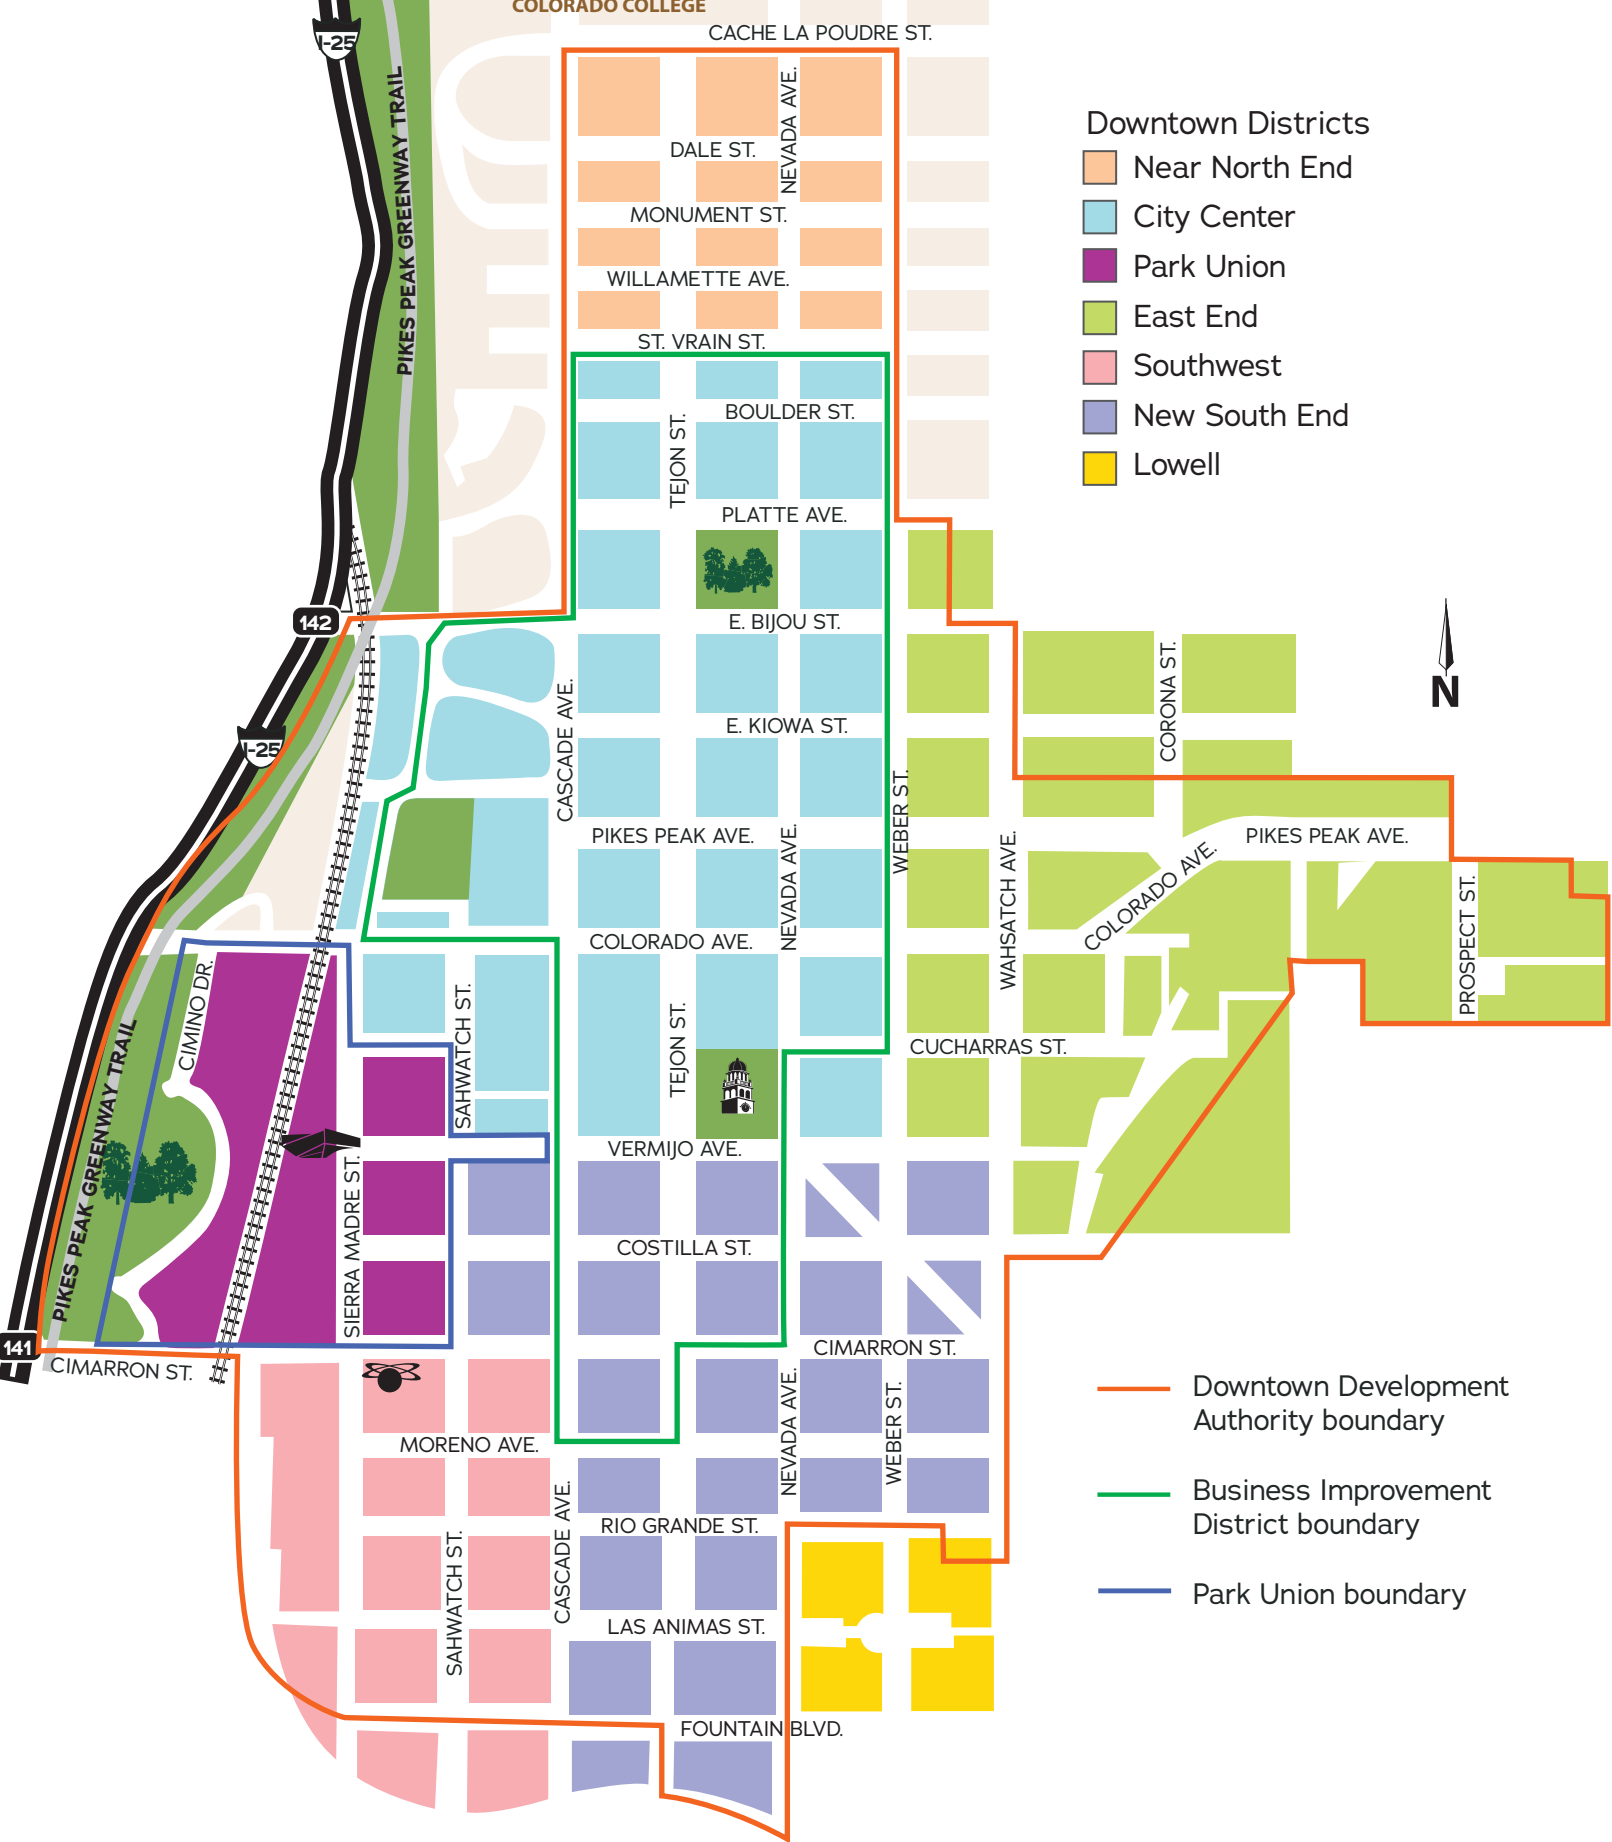 COLORADO COLLEGE
CACHE LA POUDRE ST.
I-25
PIKES PEAK GREENWAY TRAIL
NEVADA AVE.
DALE ST.
MONUMENT ST.
WILLAMETTE AVE.
ST. VRAIN ST.
BOULDER ST.
TEJON ST.
PLATTE AVE.
E. BIJOU ST.
142
CASCADE AVE.
E. KIOWA ST.
CORONA ST.
I-25
WEBER ST.
PIKES PEAK AVE.
NEVADA AVE.
WAHSATCH AVE.
COLORADO AVE.
PIKES PEAK AVE.
PROSPECT ST.
COLORADO AVE.
CIMINO DR.
SAHWATCH ST.
TEJON ST.
CUCHARRAS ST.
PIKES PEAK GREENWAY TRAIL
VERMIJO AVE.
SIERRA MADRE ST.
COSTILLA ST.
141
CIMARRON ST.
CIMARRON ST.
NEVADA AVE.
WEBER ST.
MORENO AVE.
SAHWATCH ST.
CASCADE AVE.
RIO GRANDE ST.
LAS ANIMAS ST.
FOUNTAIN BLVD.
Downtown Districts
Near North End
City Center
Park Union
East End
Southwest
New South End
Lowell
N
Downtown Development
Authority boundary
Business Improvement
District boundary
Park Union boundary